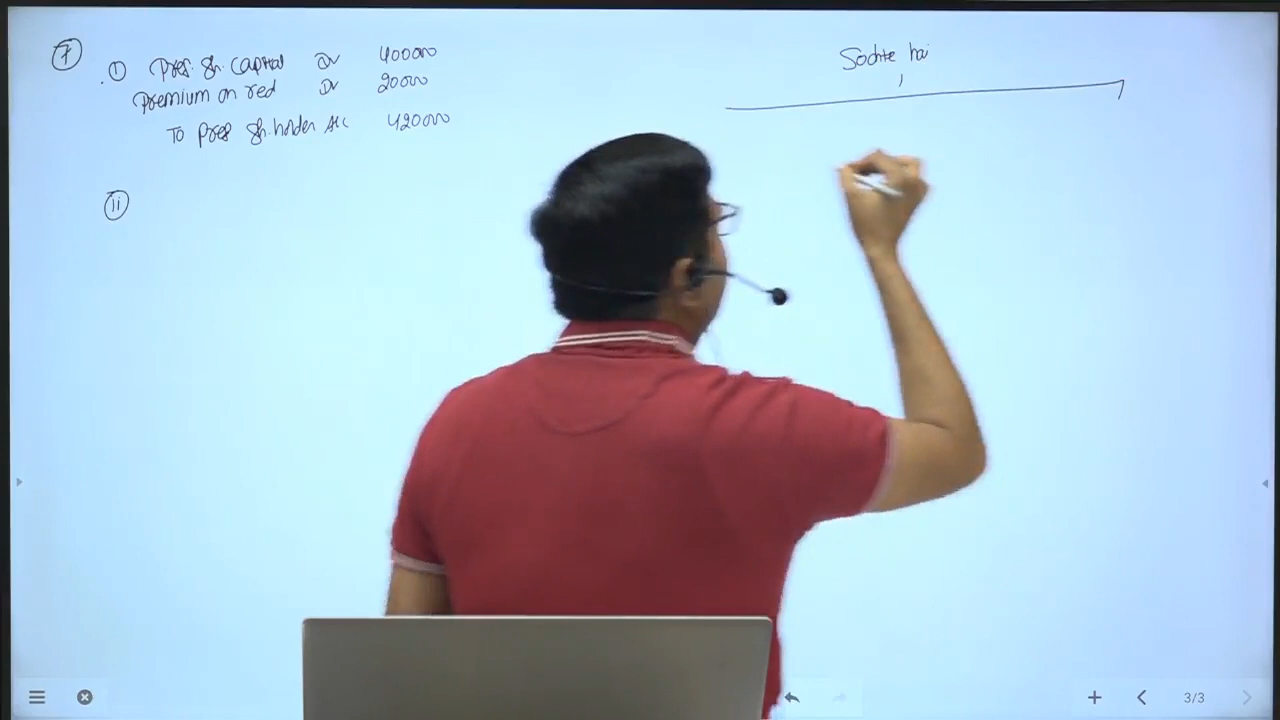 7
① Pref. Sh. Capital Dr 400000
Premium on red Dr 20000
To Pref Sh. holder A/c 420000
Sochte hai
ii
3/3